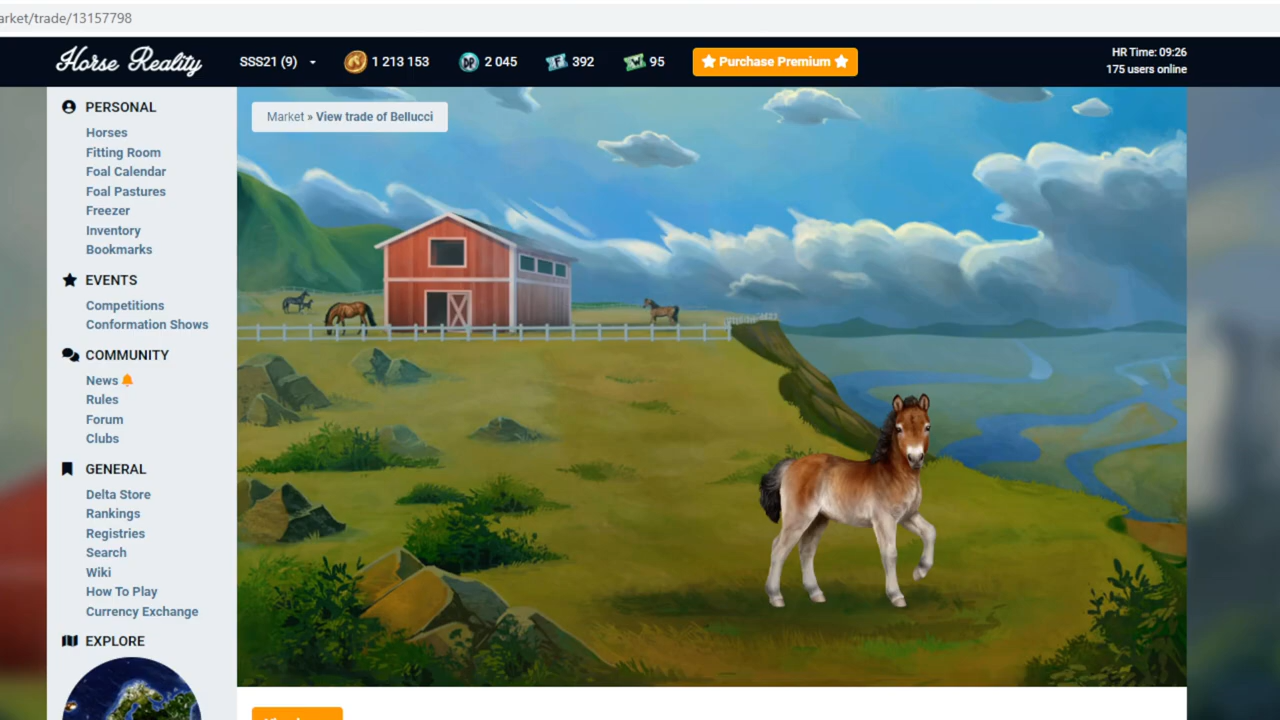 arket/trade/13157798
Horse Reality
SSS21 (9)
1 213 153
2 045
392
95
Purchase Premium
HR Time: 09:26
175 users online
PERSONAL
Horses
Fitting Room
Foal Calendar
Foal Pastures
Freezer
Inventory
Bookmarks
EVENTS
Competitions
Conformation Shows
COMMUNITY
News
Rules
Forum
Clubs
GENERAL
Delta Store
Rankings
Registries
Search
Wiki
How To Play
Currency Exchange
EXPLORE
Market » View trade of Bellucci